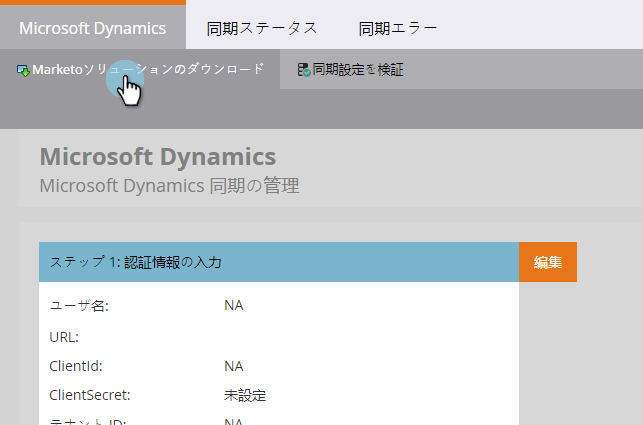 Microsoft Dynamics 同期ステータス 同期エラー
Marketoソリューションのダウンロード 同期設定を検証
Microsoft Dynamics
Microsoft Dynamics 同期の管理
ステップ 1: 認証情報の入力 編集
ユーザ名: NA
URL:
ClientId: NA
ClientSecret: 未設定
テナント ID: NA